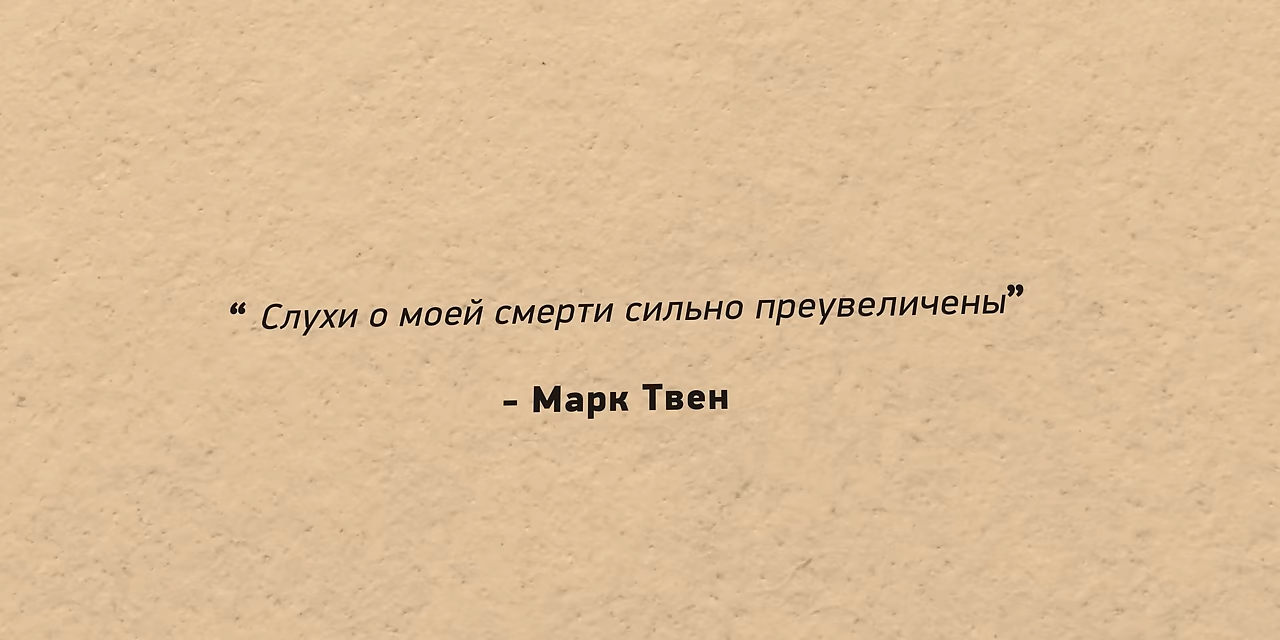 “ Слухи о моей смерти сильно преувеличены”
- Марк Твен